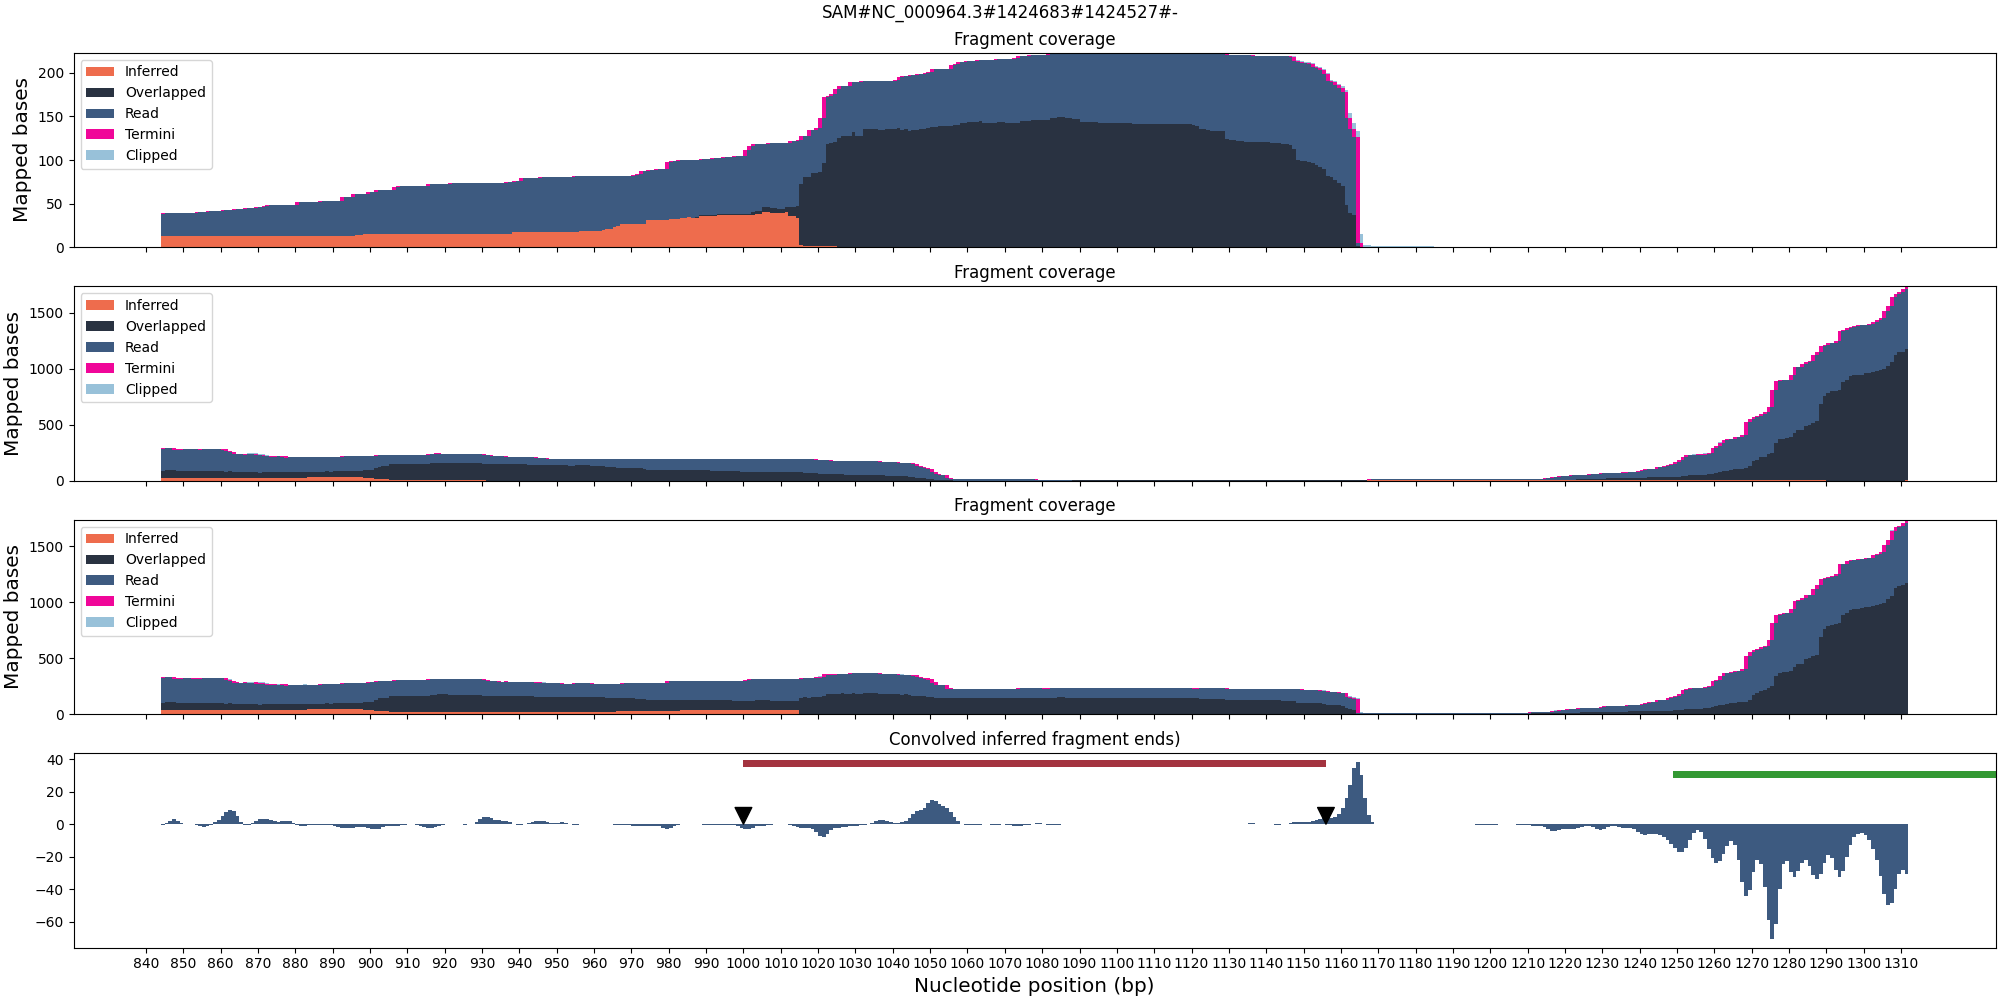 SAM#NC_000964.3#1424683#1424527#-
Fragment coverage
Mapped bases
200
150
100
50
0
Inferred
Overlapped
Read
Termini
Clipped
Fragment coverage
Mapped bases
1500
1000
500
0
Inferred
Overlapped
Read
Termini
Clipped
Fragment coverage
Mapped bases
1500
1000
500
0
Inferred
Overlapped
Read
Termini
Clipped
Convolved inferred fragment ends)
40
20
0
−20
−40
−60
840 850 860 870 880 890 900 910 920 930 940 950 960 970 980 990 1000 1010 1020 1030 1040 1050 1060 1070 1080 1090 1100 1110 1120 1130 1140 1150 1160 1170 1180 1190 1200 1210 1220 1230 1240 1250 1260 1270 1280 1290 1300 1310
Nucleotide position (bp)